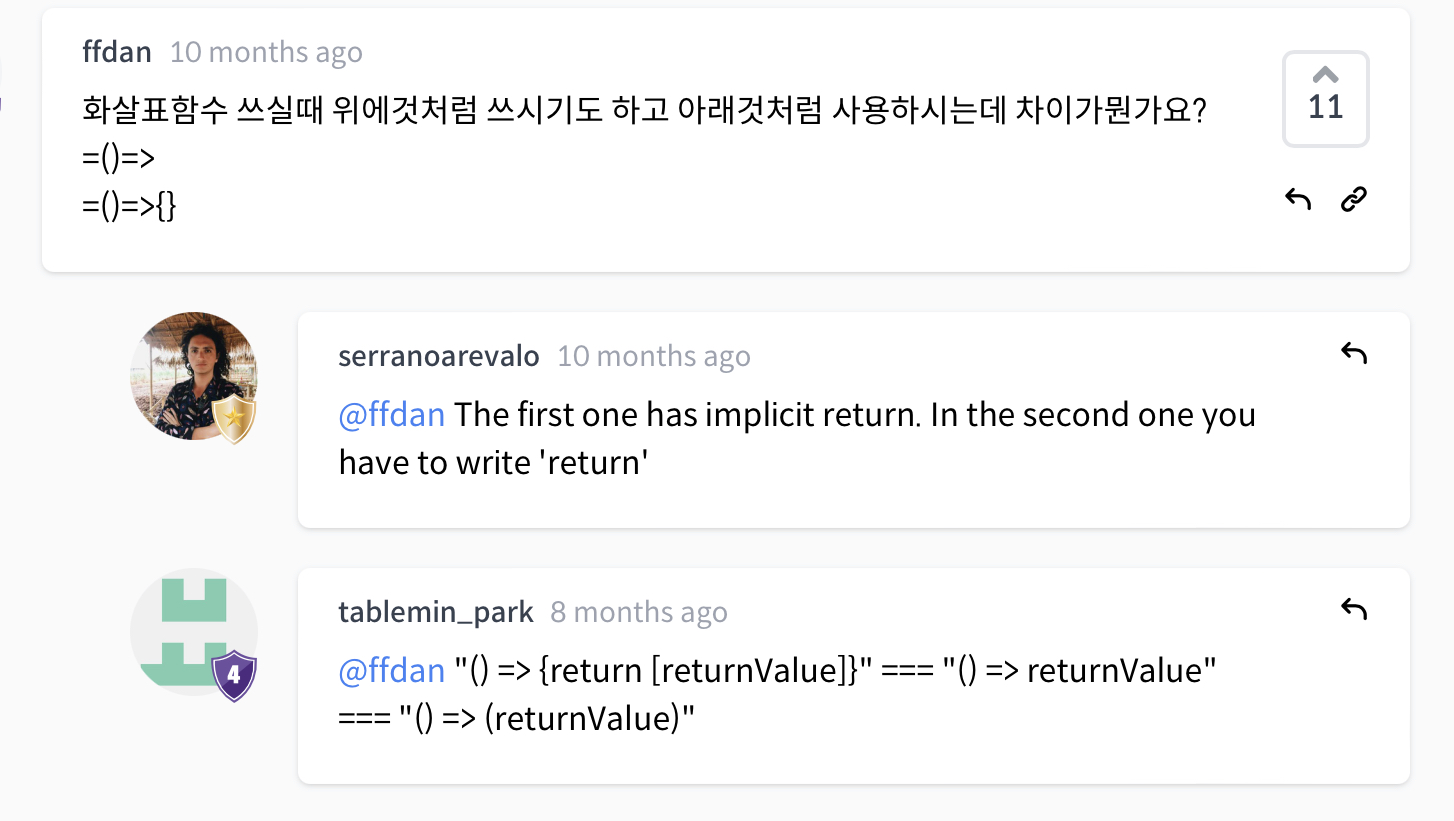 ffdan 10 months ago
화살표함수 쓰실때 위에것처럼 쓰시기도 하고 아래것처럼 사용하시는데 차이가뭔가요?
=()=>
=()=>{}
11
serranoarevalo 10 months ago
@ffdan The first one has implicit return. In the second one you
have to write 'return'
tablemin_park 8 months ago
4
@ffdan "() => {return [returnValue]}" === "() => returnValue"
=== "() => (returnValue)"